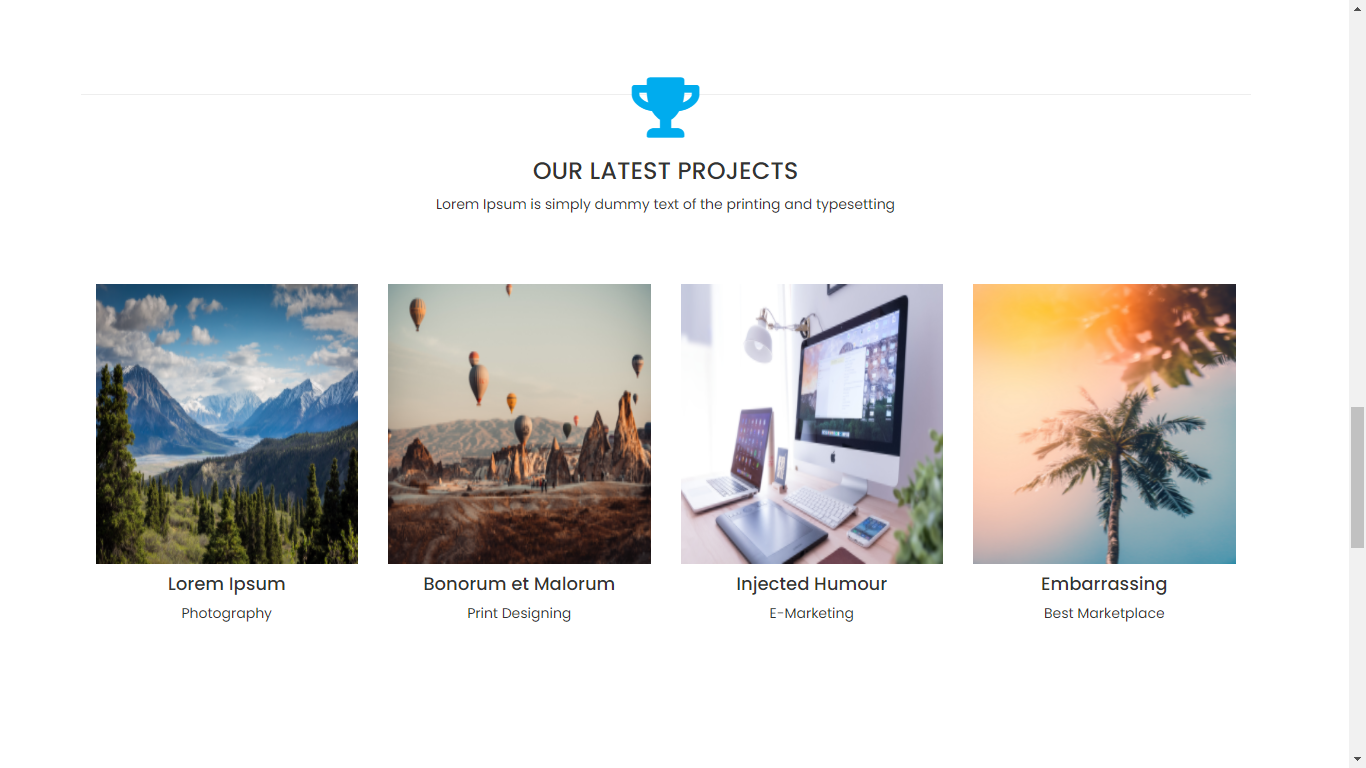 OUR LATEST PROJECTS
Lorem Ipsum is simply dummy text of the printing and typesetting
Lorem Ipsum
Photography
Bonorum et Malorum
Print Designing
Injected Humour
E-Marketing
Embarrassing
Best Marketplace